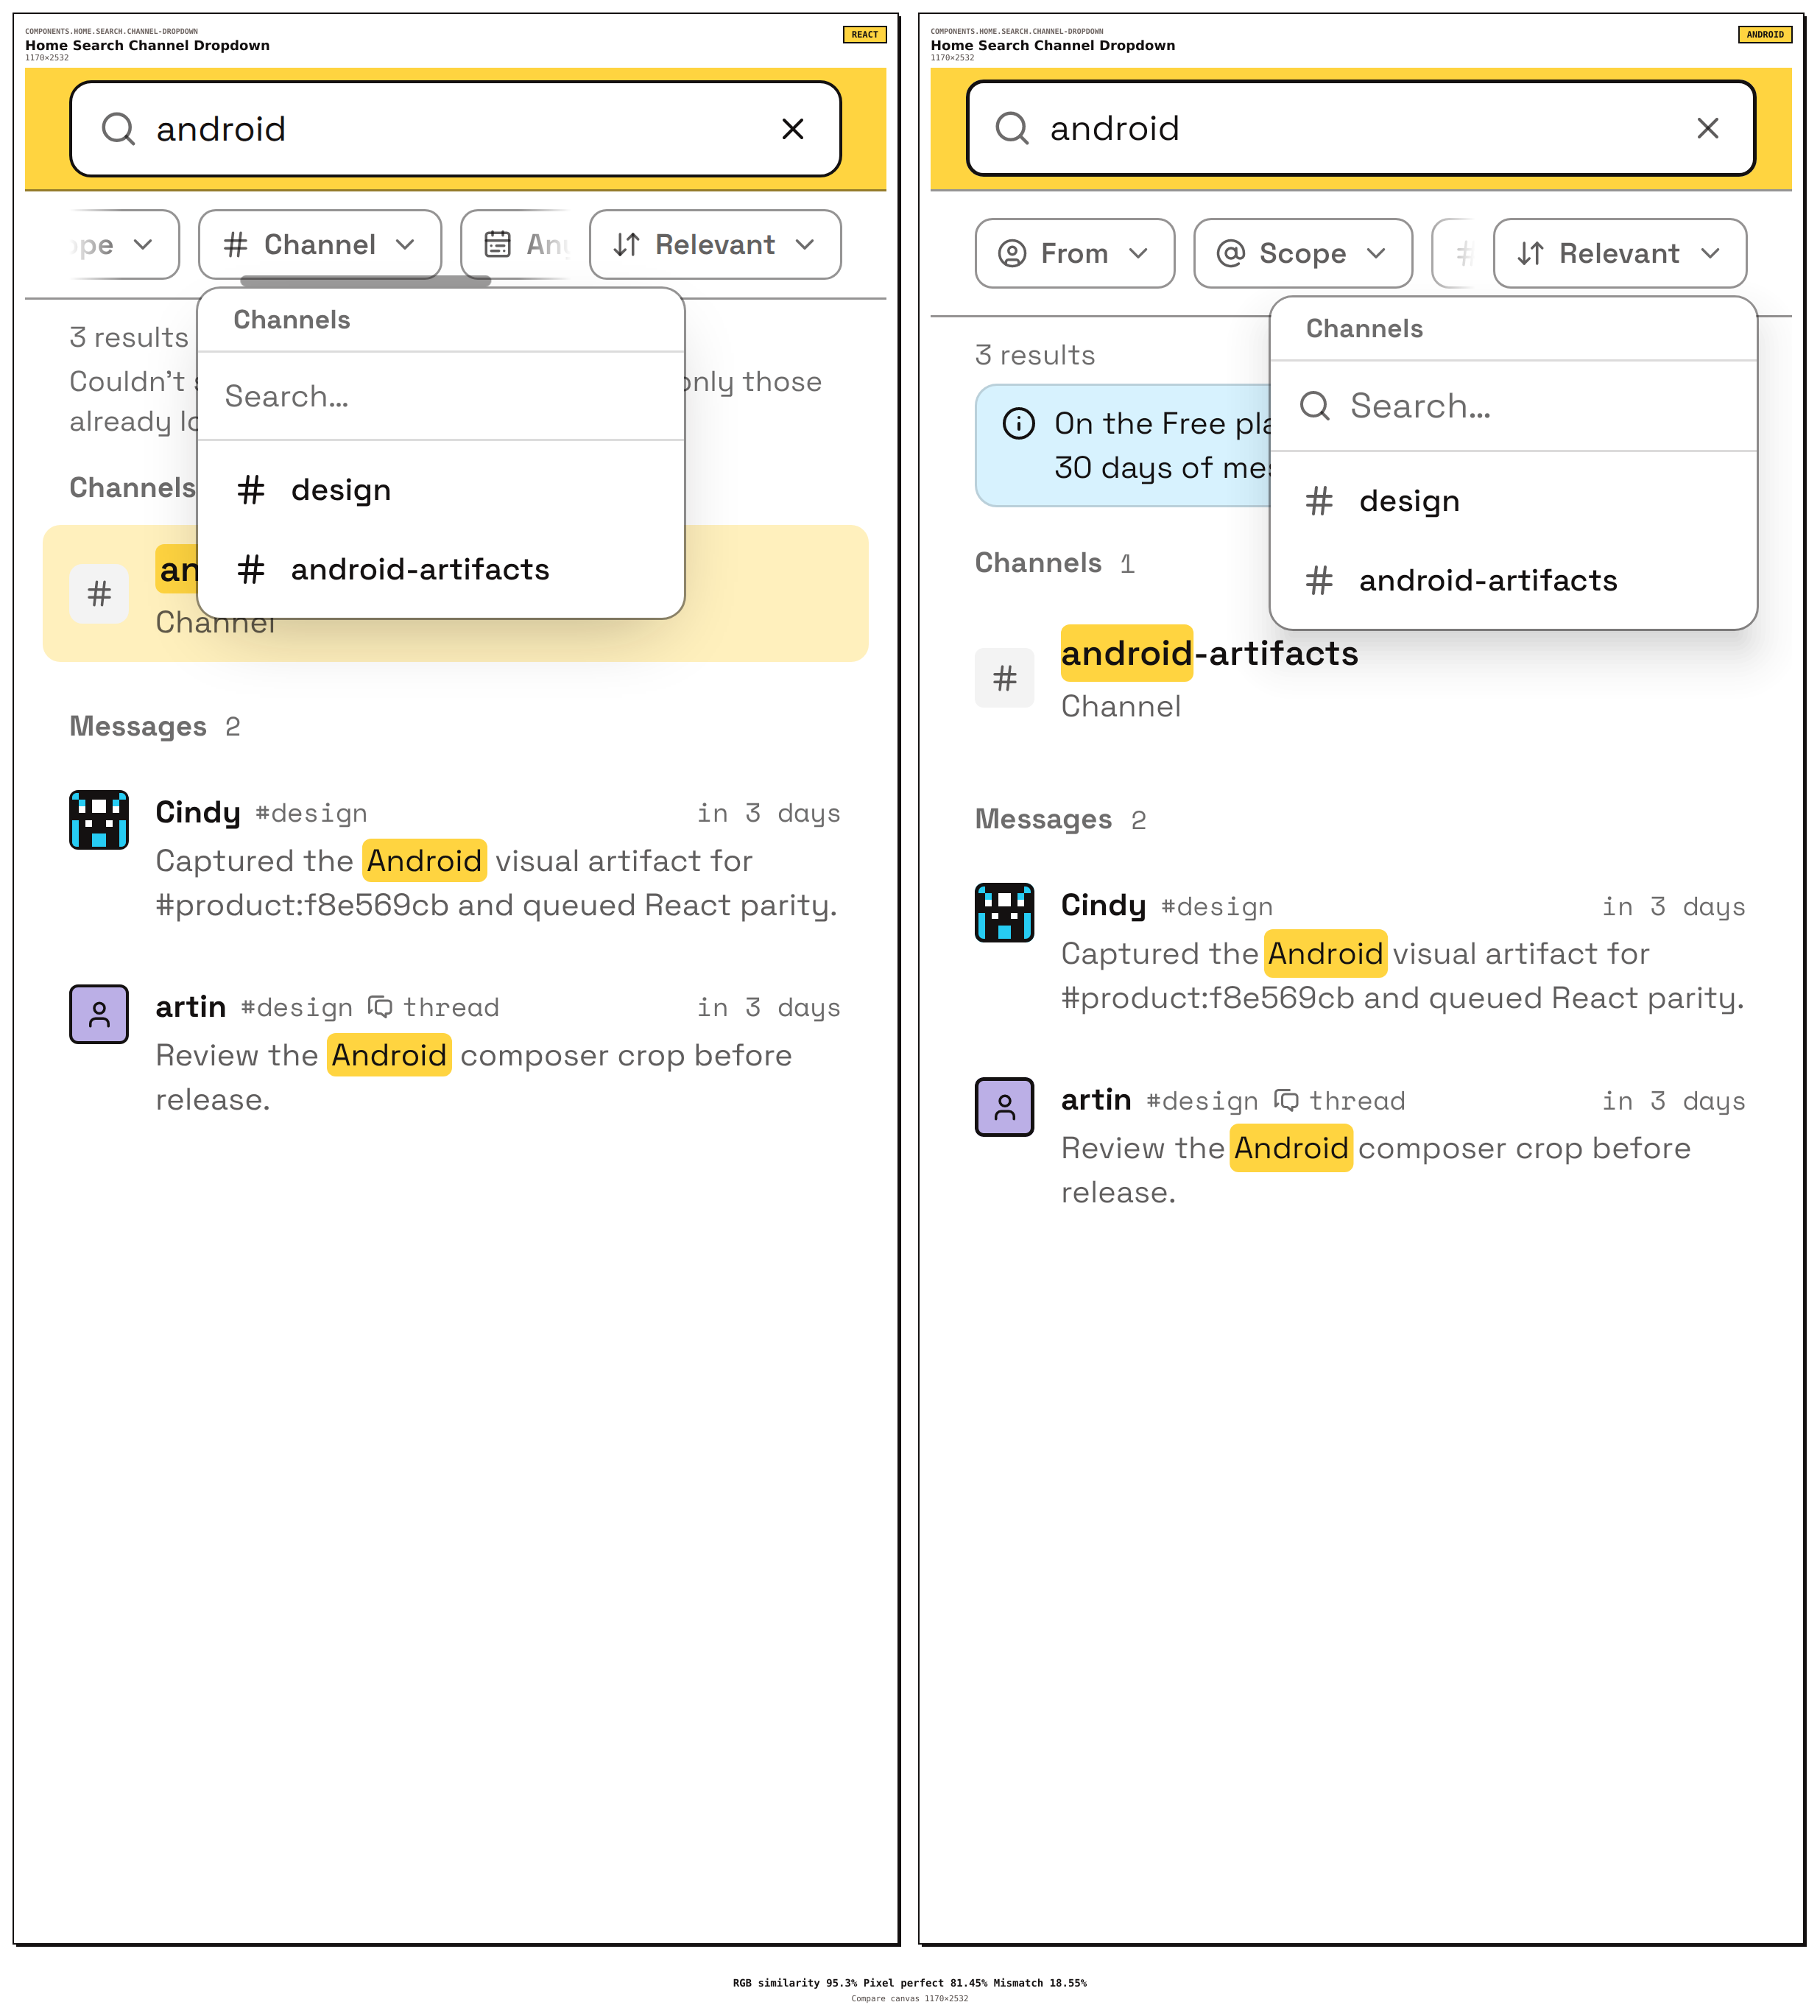 COMPONENTS.HOME.SEARCH.CHANNEL-DROPDOWN
Home Search Channel Dropdown
1170×2532
REACT
android
pe
Channel
Any
Relevant
3 results
Couldn't
only those
already lo
Channels
Search…
design
android-artifacts
Channels
an
Channel
Messages 2
Cindy #design in 3 days
Captured the Android visual artifact for
#product:f8e569cb and queued React parity.
artin #design thread in 3 days
Review the Android composer crop before
release.
COMPONENTS.HOME.SEARCH.CHANNEL-DROPDOWN
Home Search Channel Dropdown
1170×2532
ANDROID
android
From
Scope
#
Relevant
3 results
On the Free pla
30 days of mes
Channels
Search…
# design
# android-artifacts
Channels 1
# android-artifacts
Channel
Messages 2
Cindy #design in 3 days
Captured the Android visual artifact for
#product:f8e569cb and queued React parity.
artin #design thread in 3 days
Review the Android composer crop before
release.
RGB similarity 95.3% Pixel perfect 81.45% Mismatch 18.55%
Compare canvas 1170×2532